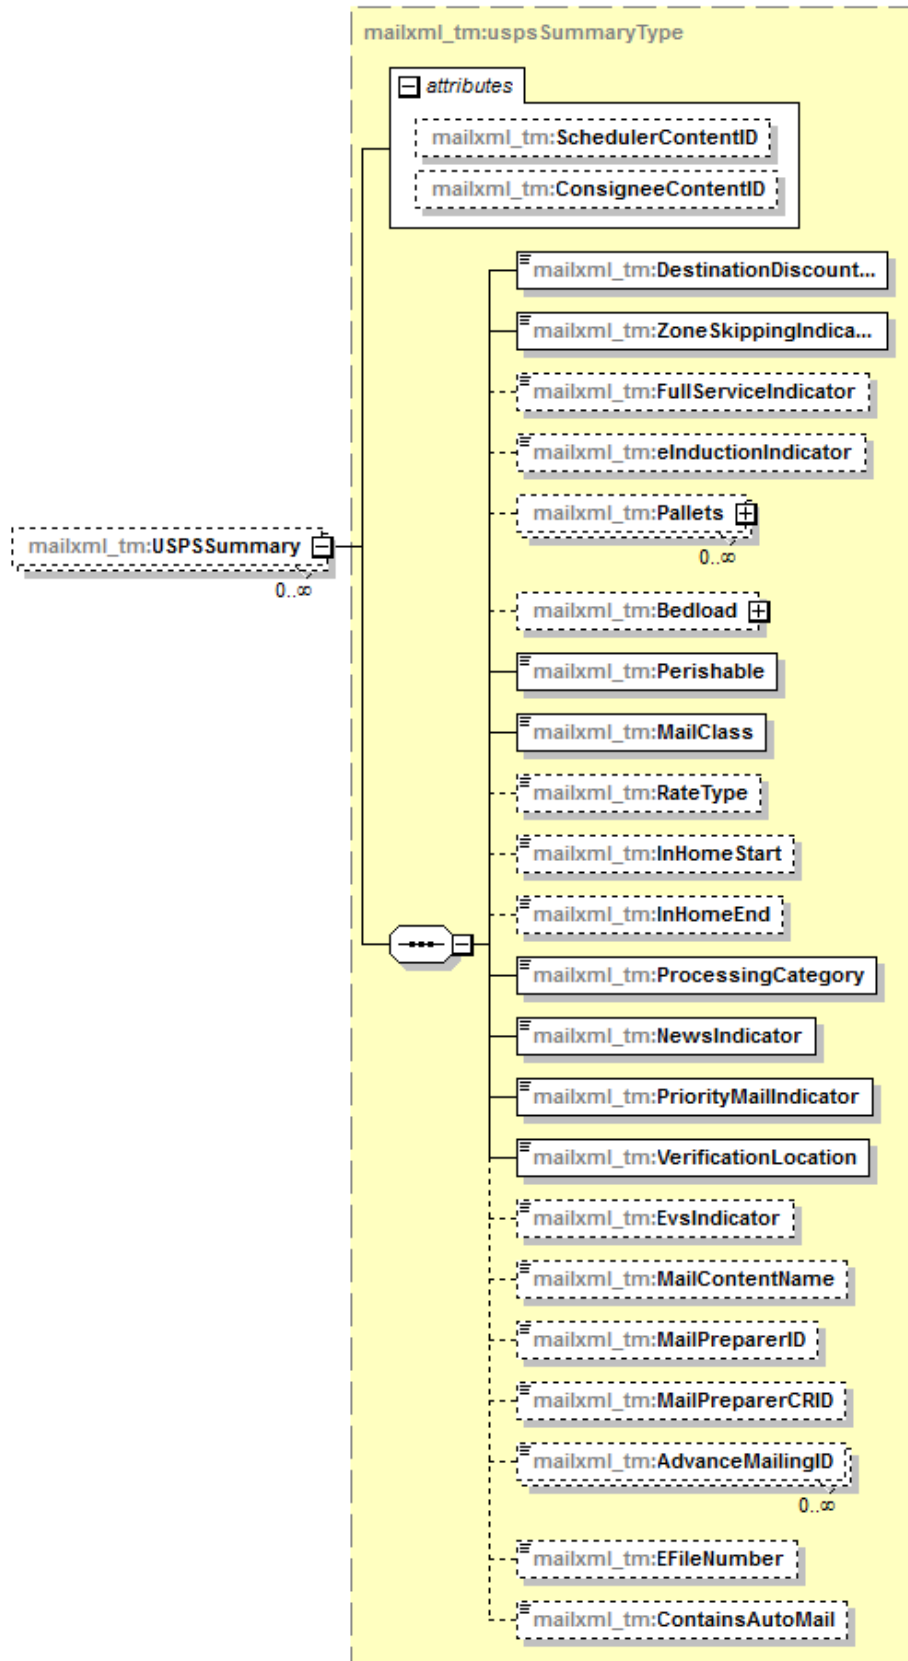 mailxml_tm:uspsSummaryType
attributes
mailxml_tm:SchedulerContentID
mailxml_tm:ConsigneeContentID
mailxml_tm:DestinationDiscount...
mailxml_tm:ZoneSkippingIndica...
mailxml_tm:FullServiceIndicator
mailxml_tm:eInductionIndicator
mailxml_tm:Pallets
0..∞
mailxml_tm:USPSSummary
0..∞
mailxml_tm:Bedload
mailxml_tm:Perishable
mailxml_tm:MailClass
mailxml_tm:RateType
mailxml_tm:InHomeStart
mailxml_tm:InHomeEnd
mailxml_tm:ProcessingCategory
mailxml_tm:NewsIndicator
mailxml_tm:PriorityMailIndicator
mailxml_tm:VerificationLocation
mailxml_tm:EvsIndicator
mailxml_tm:MailContentName
mailxml_tm:MailPreparerID
mailxml_tm:MailPreparerCRID
mailxml_tm:AdvanceMailingID
0..∞
mailxml_tm:EFileNumber
mailxml_tm:ContainsAutoMail